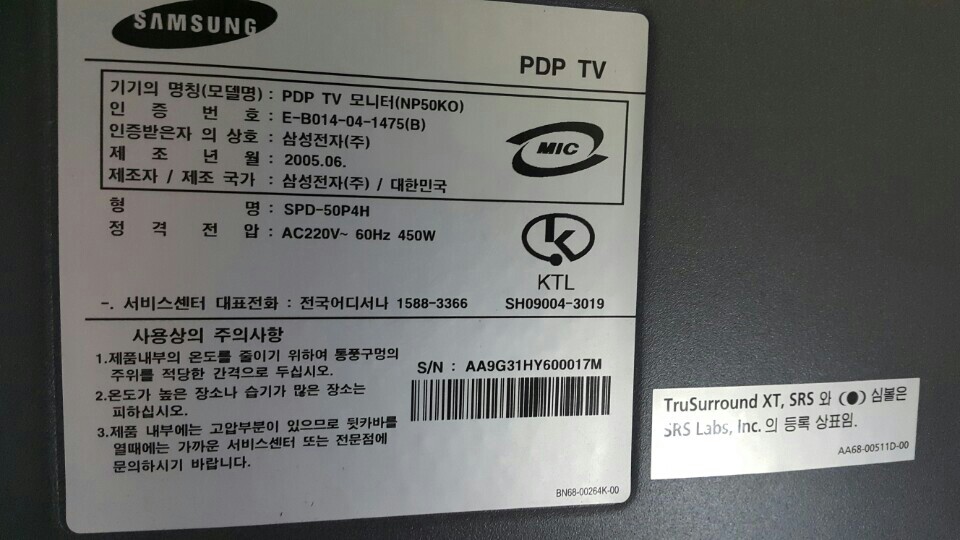 SAMSUNG
PDP TV
기기의 명칭(모델명) : PDP TV 모니터(NP50KO)
인 증 번 호 : E-B014-04-1475(B)
인증받은자 의 상호 : 삼성전자(주)
제 조 년 월 : 2005.06.
제조자 / 제조 국가 : 삼성전자(주) / 대한민국
MIC
형 명 : SPD-50P4H
정 격 전 압 : AC220V~ 60Hz 450W
KTL
-. 서비스센터 대표전화 : 전국어디서나 1588-3366
SH09004-3019
사용상의 주의사항
1.제품내부의 온도를 줄이기 위하여 통풍구멍의
주위를 적당한 간격으로 두십시오.
2.온도가 높은 장소나 습기가 많은 장소는
피하십시오.
3.제품 내부에는 고압부분이 있으므로 뒷카바를
열때에는 가까운 서비스센터 또는 전문점에
문의하시기 바랍니다.
S/N : AA9G31HY600017M
BN68-00264K-00
TruSurround XT, SRS 와 (●) 심볼은
SRS Labs, Inc. 의 등록 상표임.
AA68-00511D-00